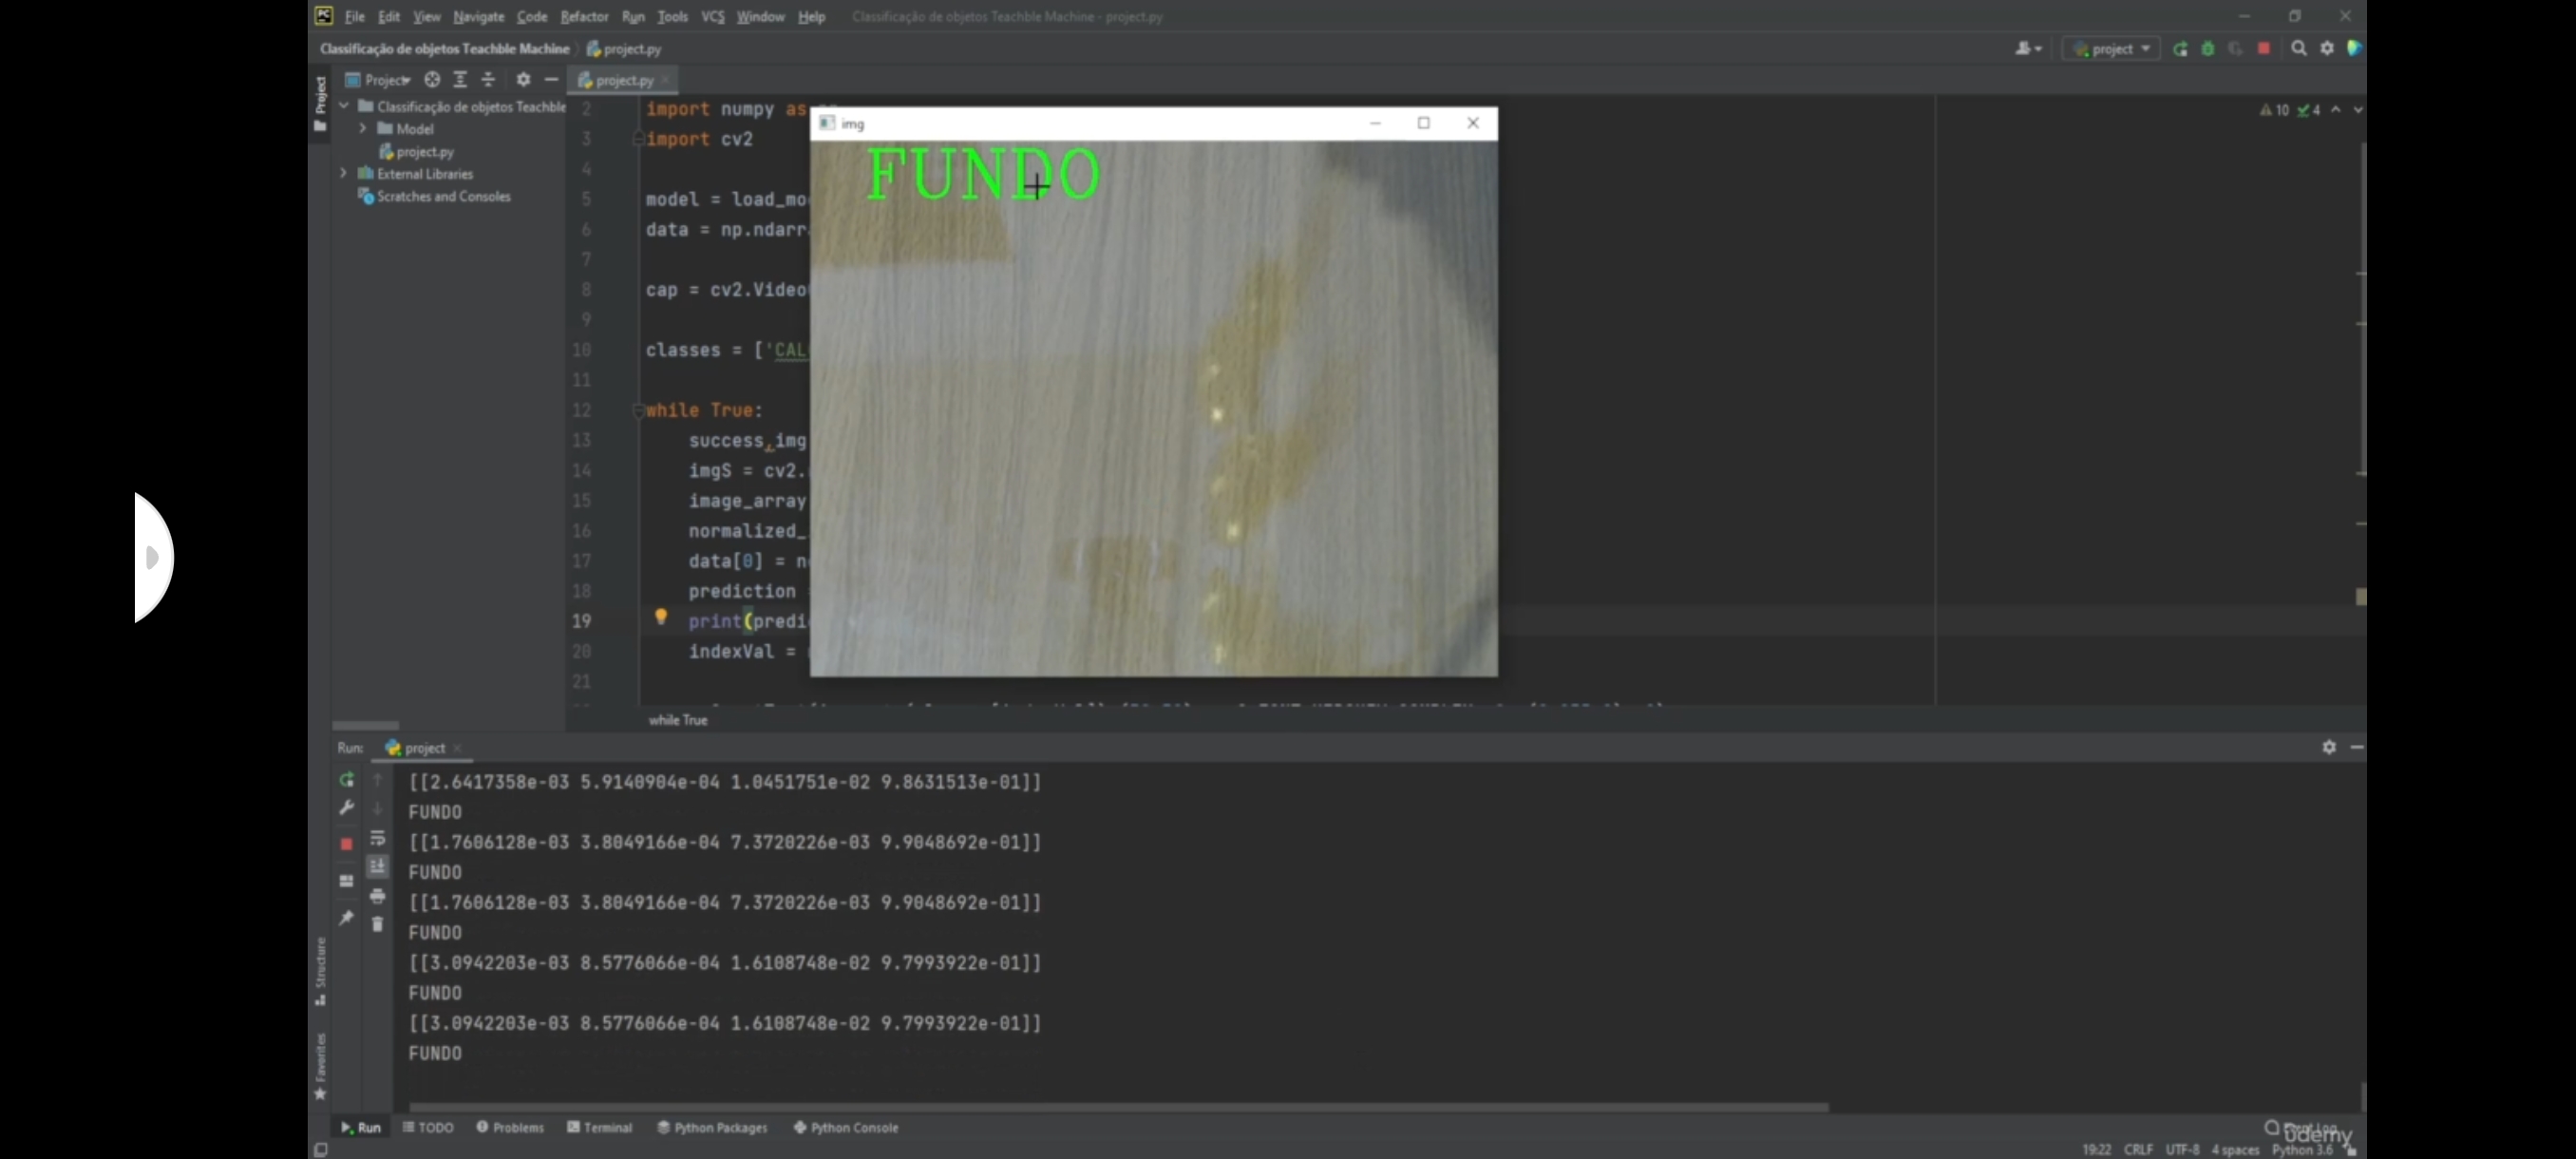 File Edit View Navigate Code Refactor Run Tools VCS Window Help Classificação de objetos Teachble Machine - project.py
Classificação de objetos Teachble Machine project.py
project
Project
project.py
Classificação de objetos Teachble
Model
project.py
External Libraries
Scratches and Consoles
10 4
2 import numpy as
3 import cv2
4
5 model = load_mo
6 data = np.ndarr
7
8 cap = cv2.Video
9
10 classes = ['CAL
11
12 while True:
13 success,img
14 imgS = cv2.
15 image_array
16 normalized_
17 data[0] = n
18 prediction
19 print(predi
20 indexVal =
21
while True
img
FUNDO
Run: project
[[2.6417358e-03 5.9140904e-04 1.0451751e-02 9.8631513e-01]]
FUNDO
[[1.7606128e-03 3.8049166e-04 7.3720226e-03 9.9048692e-01]]
FUNDO
[[1.7606128e-03 3.8049166e-04 7.3720226e-03 9.9048692e-01]]
FUNDO
[[3.0942203e-03 8.5776066e-04 1.6108748e-02 9.7993922e-01]]
FUNDO
[[3.0942203e-03 8.5776066e-04 1.6108748e-02 9.7993922e-01]]
FUNDO
Project
Structure
Favorites
Run TODO Problems Terminal Python Packages Python Console
19:22 CRLF UTF-8 4 spaces Python 3.6
udemy